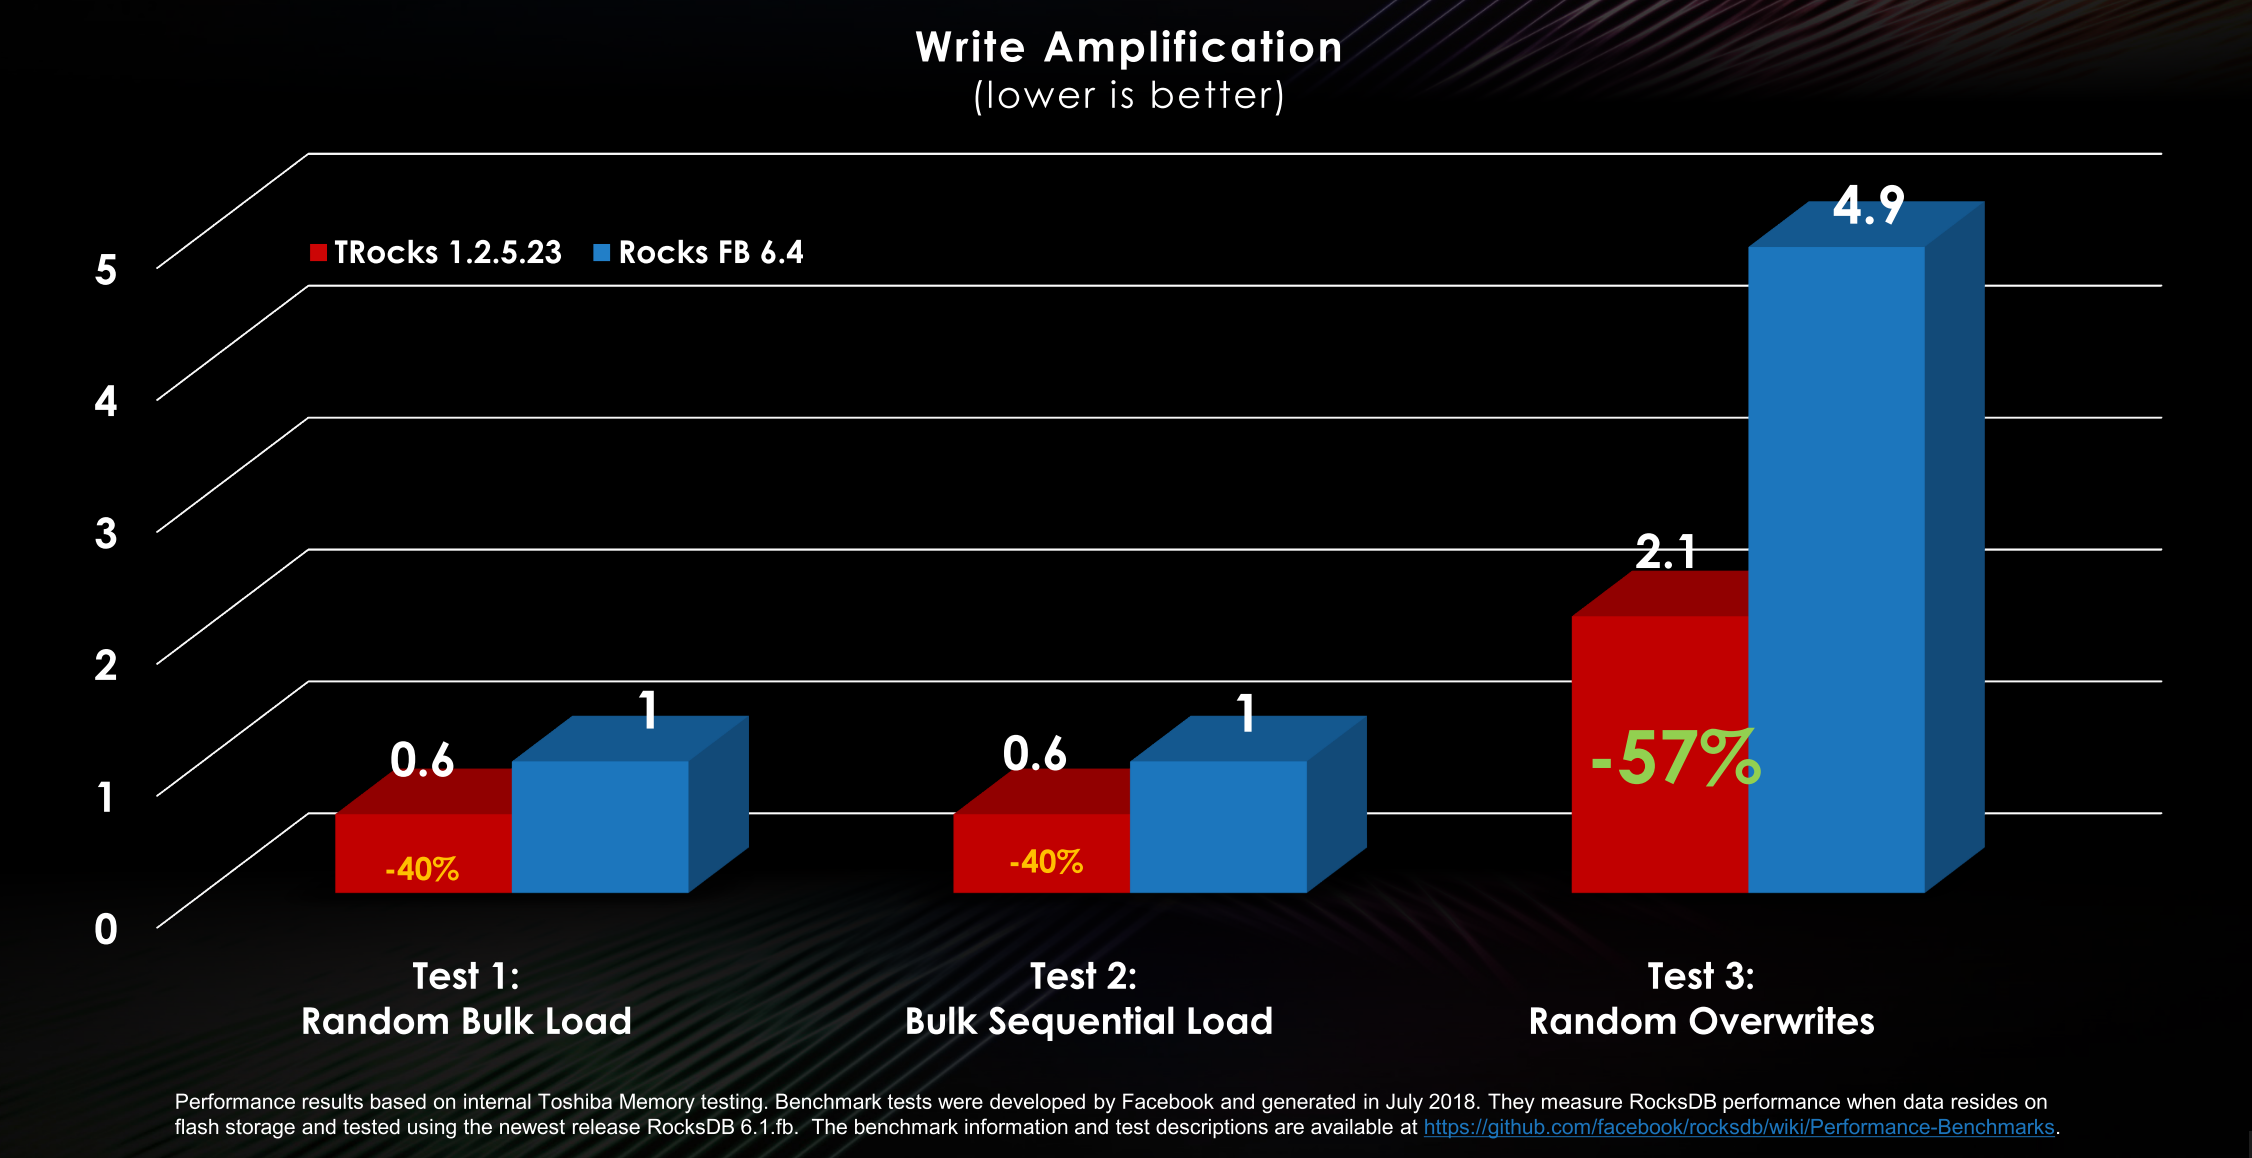 Write Amplification
(lower is better)
TRocks 1.2.5.23 Rocks FB 6.4
5
4
3
2
1
0
0.6
1
0.6
1
2.1
4.9
-40%
-40%
-57%
Test 1:
Random Bulk Load
Test 2:
Bulk Sequential Load
Test 3:
Random Overwrites
Performance results based on internal Toshiba Memory testing. Benchmark tests were developed by Facebook and generated in July 2018. They measure RocksDB performance when data resides on
flash storage and tested using the newest release RocksDB 6.1.fb.  The benchmark information and test descriptions are available at https://github.com/facebook/rocksdb/wiki/Performance-Benchmarks.